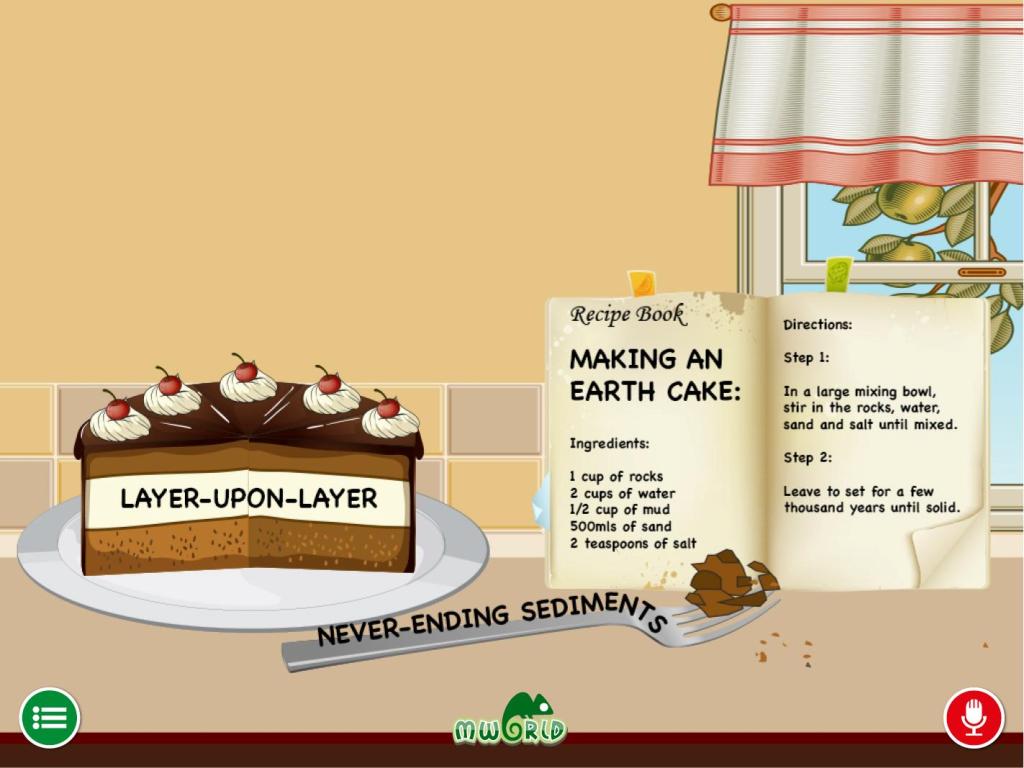 Recipe Book
MAKING AN
EARTH CAKE:
Ingredients:
1 cup of rocks
2 cups of water
1/2 cup of mud
500mls of sand
2 teaspoons of salt
Directions:
Step 1:
In a large mixing bowl,
stir in the rocks, water,
sand and salt until mixed.
Step 2:
Leave to set for a few
thousand years until solid.
LAYER-UPON-LAYER
NEVER-ENDING SEDIMENTS
MWORLD